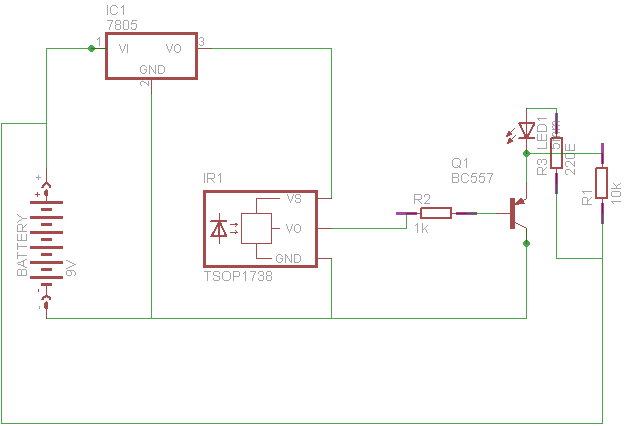 IC1
7805
1
VI
VO
3
GND
2
LED1
5mm
R3
220E
Q1
BC557
IR1
R2
R1
10k
VS
VO
1k
BATTERY
9V
GND
TSOP1738